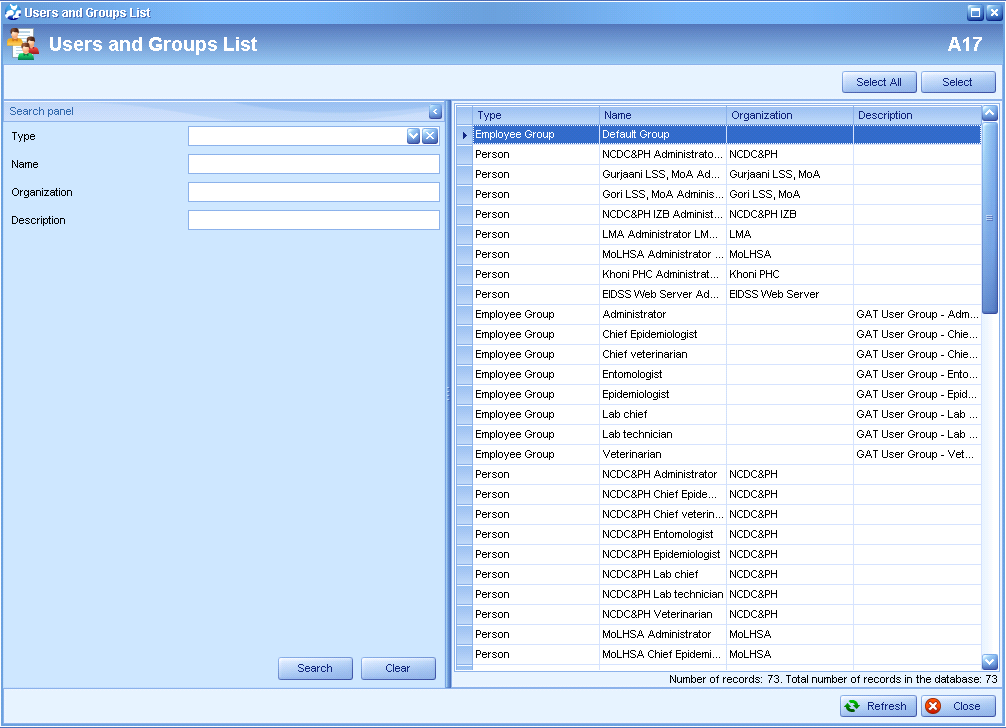 Users and Groups List
Users and Groups List A17
Select All Select
Search panel
Type
Name
Organization
Description
Search Clear
Type Name Organization Description
Employee Group Default Group
Person NCDC&PH Administrato... NCDC&PH
Person Gurjaani LSS, MoA Ad... Gurjaani LSS, MoA
Person Gori LSS, MoA Adminis... Gori LSS, MoA
Person NCDC&PH IZB Administ... NCDC&PH IZB
Person LMA Administrator LM... LMA
Person MoLHSA Administrator ... MoLHSA
Person Khoni PHC Administrat... Khoni PHC
Person EIDSS Web Server Ad... EIDSS Web Server
Employee Group Administrator GAT User Group - Adm...
Employee Group Chief Epidemiologist GAT User Group - Chie...
Employee Group Chief veterinarian GAT User Group - Chie...
Employee Group Entomologist GAT User Group - Ento...
Employee Group Epidemiologist GAT User Group - Epid...
Employee Group Lab chief GAT User Group - Lab ...
Employee Group Lab technician GAT User Group - Lab ...
Employee Group Veterinarian GAT User Group - Vet...
Person NCDC&PH Administrator NCDC&PH
Person NCDC&PH Chief Epide... NCDC&PH
Person NCDC&PH Chief veterin... NCDC&PH
Person NCDC&PH Entomologist NCDC&PH
Person NCDC&PH Epidemiologist NCDC&PH
Person NCDC&PH Lab chief NCDC&PH
Person NCDC&PH Lab technician NCDC&PH
Person NCDC&PH Veterinarian NCDC&PH
Person MoLHSA Administrator MoLHSA
Person MoLHSA Chief Epidemi... MoLHSA
Number of records: 73. Total number of records in the database: 73
Refresh Close